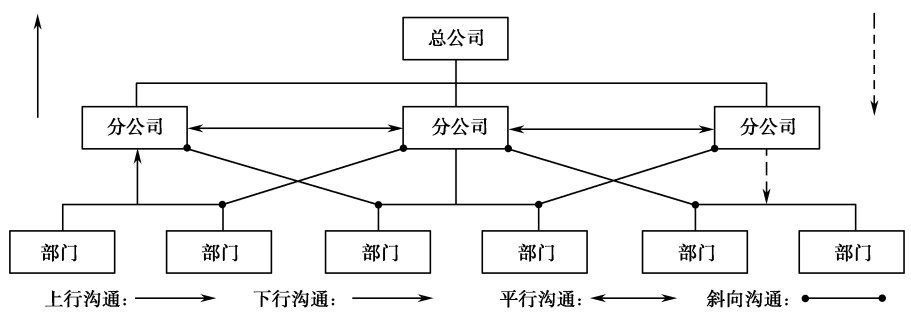 总公司
分公司 分公司 分公司
部门 部门 部门 部门 部门 部门
上行沟通： 下行沟通： 平行沟通： 斜向沟通：